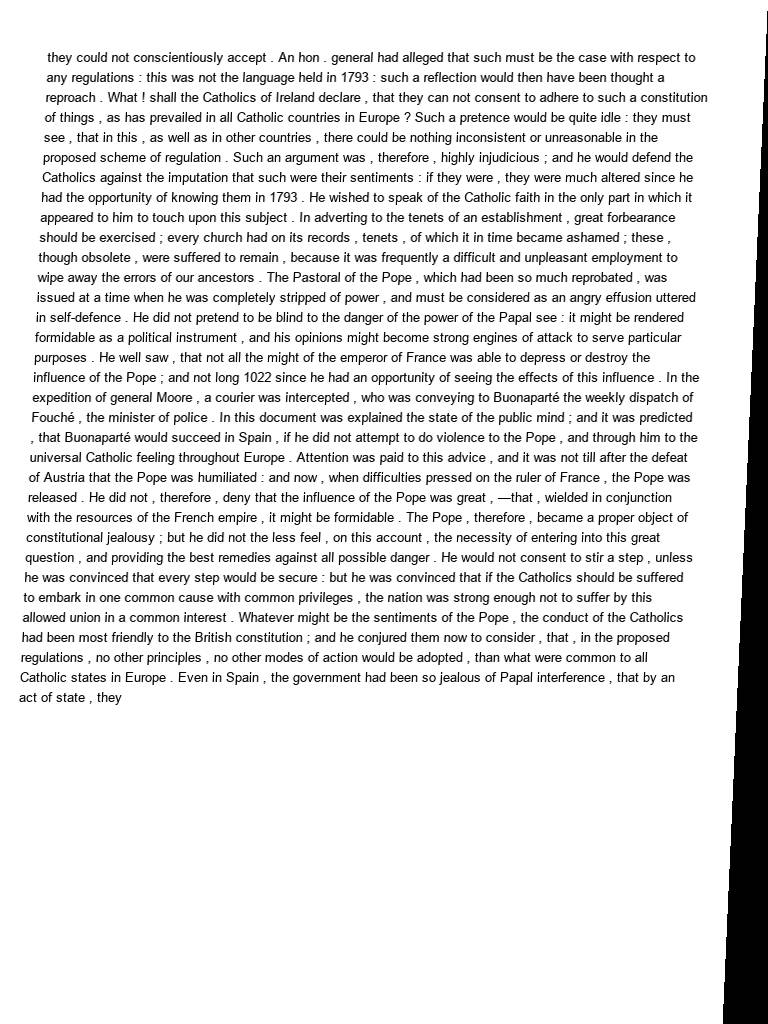 they could not conscientiously accept . An hon . general had alleged that such must be the case with respect to
any regulations : this was not the language held in 1793 : such a reflection would then have been thought a
reproach . What ! shall the Catholics of Ireland declare , that they can not consent to adhere to such a constitution
of things , as has prevailed in all Catholic countries in Europe ? Such a pretence would be quite idle : they must
see , that in this , as well as in other countries , there could be nothing inconsistent or unreasonable in the
proposed scheme of regulation . Such an argument was , therefore , highly injudicious ; and he would defend the
Catholics against the imputation that such were their sentiments : if they were , they were much altered since he
had the opportunity of knowing them in 1793 . He wished to speak of the Catholic faith in the only part in which it
appeared to him to touch upon this subject . In adverting to the tenets of an establishment , great forbearance
should be exercised ; every church had on its records , tenets , of which it in time became ashamed ; these ,
though obsolete , were suffered to remain , because it was frequently a difficult and unpleasant employment to
wipe away the errors of our ancestors . The Pastoral of the Pope , which had been so much reprobated , was
issued at a time when he was completely stripped of power , and must be considered as an angry effusion uttered
in self-defence . He did not pretend to be blind to the danger of the power of the Papal see : it might be rendered
formidable as a political instrument , and his opinions might become strong engines of attack to serve particular
purposes . He well saw , that not all the might of the emperor of France was able to depress or destroy the
influence of the Pope ; and not long 1022 since he had an opportunity of seeing the effects of this influence . In the
expedition of general Moore , a courier was intercepted , who was conveying to Buonaparté the weekly dispatch of
Fouché , the minister of police . In this document was explained the state of the public mind ; and it was predicted
, that Buonaparté would succeed in Spain , if he did not attempt to do violence to the Pope , and through him to the
universal Catholic feeling throughout Europe . Attention was paid to this advice , and it was not till after the defeat
of Austria that the Pope was humiliated : and now , when difficulties pressed on the ruler of France , the Pope was
released . He did not , therefore , deny that the influence of the Pope was great , —that , wielded in conjunction
with the resources of the French empire , it might be formidable . The Pope , therefore , became a proper object of
constitutional jealousy ; but he did not the less feel , on this account , the necessity of entering into this great
question , and providing the best remedies against all possible danger . He would not consent to stir a step , unless
he was convinced that every step would be secure : but he was convinced that if the Catholics should be suffered
to embark in one common cause with common privileges , the nation was strong enough not to suffer by this
allowed union in a common interest . Whatever might be the sentiments of the Pope , the conduct of the Catholics
had been most friendly to the British constitution ; and he conjured them now to consider , that , in the proposed
regulations , no other principles , no other modes of action would be adopted , than what were common to all
Catholic states in Europe . Even in Spain , the government had been so jealous of Papal interference , that by an
act of state , they